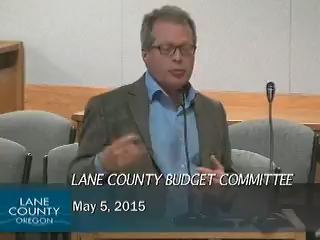 LANE COUNTY BUDGET COMMITTEE
LANE
COUNTY
OREGON
May 5, 2015